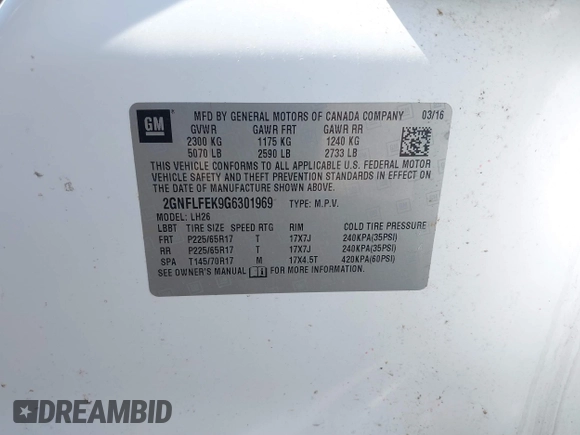 GM
MFD BY GENERAL MOTORS OF CANADA COMPANY 03/16
GVWR GAWR FRT GAWR RR
2300 KG 1175 KG 1240 KG
5070 LB 2590 LB 2733 LB
THIS VEHICLE CONFORMS TO ALL APPLICABLE U.S. FEDERAL MOTOR
VEHICLE SAFETY AND THEFT PREVENTION STANDARDS IN EFFECT ON
THE DATE OF MANUFACTURE SHOWN ABOVE.
2GNFLFEK9G6301969 TYPE: M.P.V.
MODEL: LH26
LBBT TIRE SIZE SPEED RTG RIM COLD TIRE PRESSURE
FRT P225/65R17 T 17X7J 240KPA(35PSI)
RR P225/65R17 T 17X7J 240KPA(35PSI)
SPA T145/70R17 M 17X4.5T 420KPA(60PSI)
SEE OWNER'S MANUAL FOR MORE INFORMATION.
DREAMBID